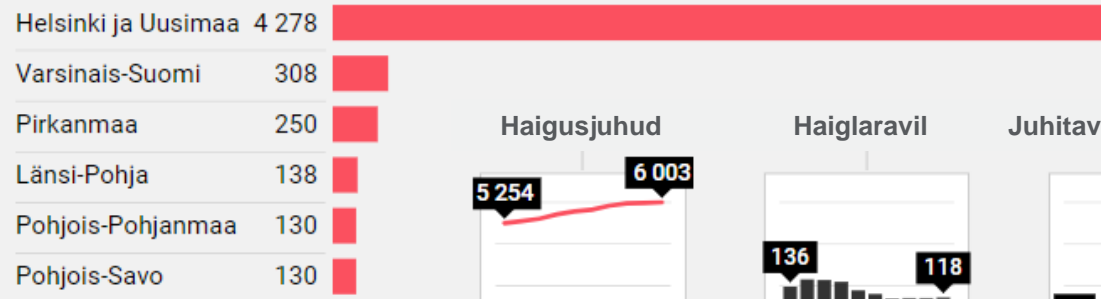 Helsinki ja Uusimaa 4 278
Varsinais-Suomi 308
Pirkanmaa 250
Länsi-Pohja 138
Pohjois-Pohjanmaa 130
Pohjois-Savo 130
Haigusjuhud
5 254
6 003
Haiglaravil
136
118
Juhitav